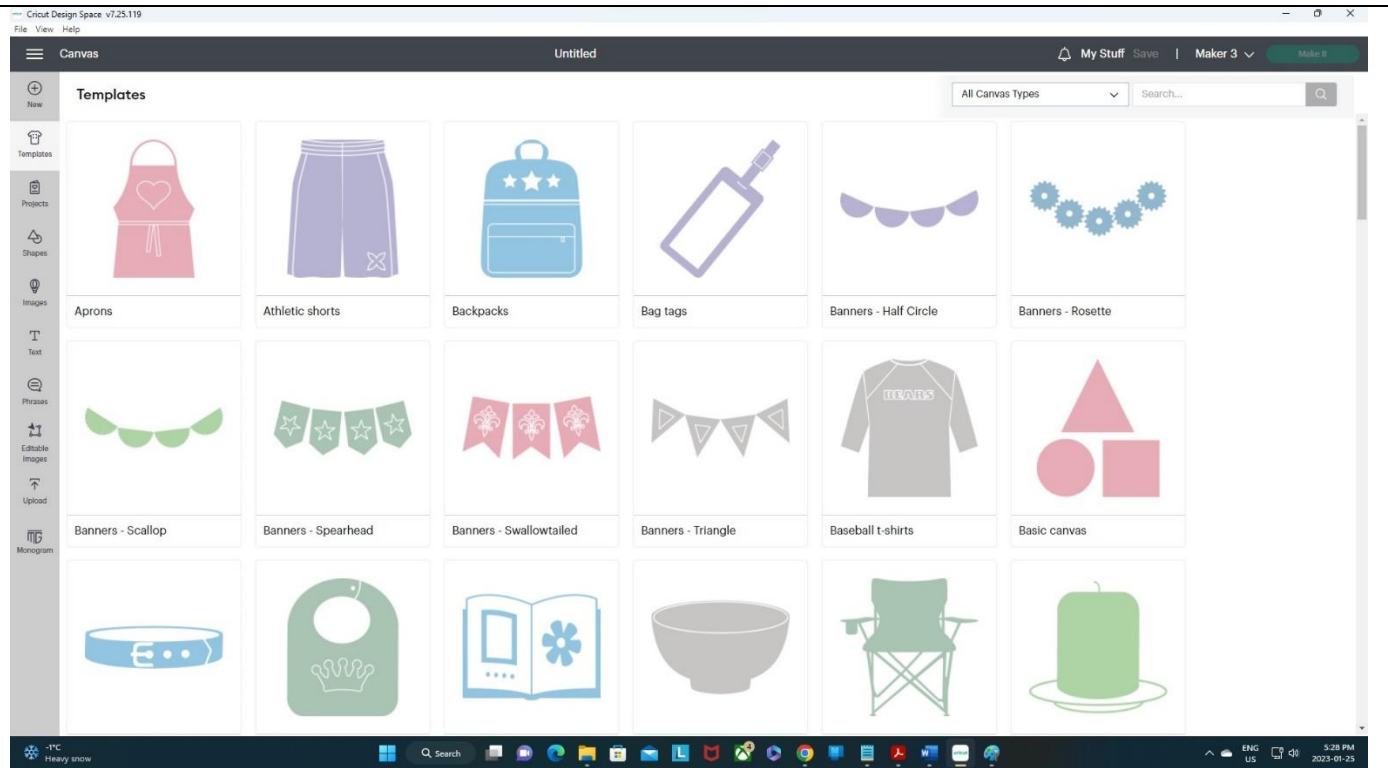 cricut Cricut Design Space v7.25.119
File View Help
Canvas
Untitled
My Stuff Save | Maker 3
Make It
New
Templates
Projects
Shapes
Images
Text
Phrases
Editable
Images
Upload
Monogram
Templates
All Canvas Types
Search...
Aprons
Athletic shorts
Backpacks
Bag tags
Banners - Half Circle
Banners - Rosette
BEARS
Banners - Scallop
Banners - Spearhead
Banners - Swallowtailed
Banners - Triangle
Baseball t-shirts
Basic canvas
-1°C
Heavy snow
Search
ENG
US
5:28 PM
2023-01-25